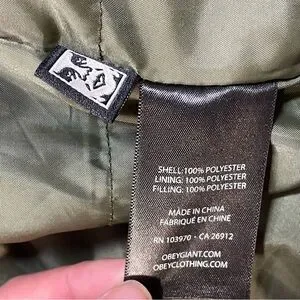 SHELL: 100% POLYESTER
LINING: 100% POLYESTER
FILLING: 100% POLYESTER
MADE IN CHINA
FABRIQUÉ EN CHINE
RN 103970 • CA 26912
OBEYGIANT.COM
OBEYCLOTHING.COM